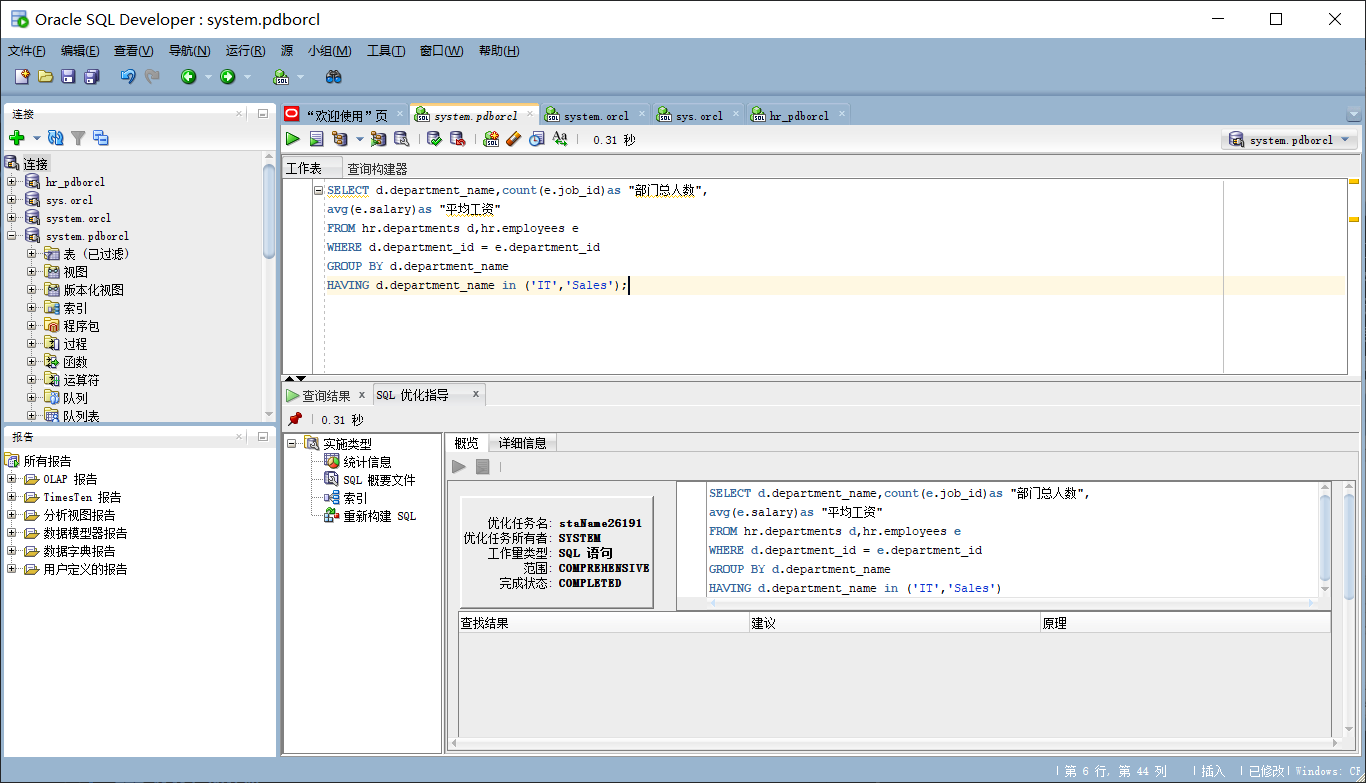 Oracle SQL Developer : system.pdborcl
文件(F) 编辑(E) 查看(V) 导航(N) 运行(R) 源 小组(M) 工具(T) 窗口(W) 帮助(H)
连接
连接
hr_pdborcl
sys.orcl
system.orcl
system.pdborcl
表 (已过滤)
视图
版本化视图
索引
程序包
过程
函数
运算符
队列
队列表
报告
所有报告
OLAP 报告
TimesTen 报告
分析视图报告
数据模型器报告
数据字典报告
用户定义的报告
“欢迎使用”页 system.pdborcl system.orcl sys.orcl hr_pdborcl
0.31 秒 system.pdborcl
工作表 查询构建器
SELECT d.department_name,count(e.job_id)as "部门总人数",
avg(e.salary)as "平均工资"
FROM hr.departments d,hr.employees e
WHERE d.department_id = e.department_id
GROUP BY d.department_name
HAVING d.department_name in ('IT','Sales');
查询结果 SQL 优化指导
0.31 秒
实施类型
统计信息
SQL 概要文件
索引
重新构建 SQL
概览 详细信息
优化任务名: staName26191
优化任务所有者: SYSTEM
工作量类型: SQL 语句
范围: COMPREHENSIVE
完成状态: COMPLETED
SELECT d.department_name,count(e.job_id)as "部门总人数",
avg(e.salary)as "平均工资"
FROM hr.departments d,hr.employees e
WHERE d.department_id = e.department_id
GROUP BY d.department_name
HAVING d.department_name in ('IT','Sales')
查找结果 建议 原理
第 6 行, 第 44 列 插入 已修改 Windows: CR